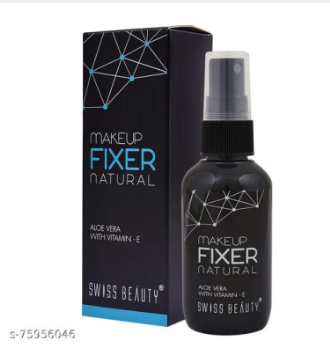 MAKEUP
FIXER
NATURAL
ALOE VERA
WITH VITAMIN - E
SWISS BEAUTY®
MAKEUP
FIXER
NATURAL
ALOE VERA
WITH VITAMIN - E
SWISS BEAUTY®
s-75956046